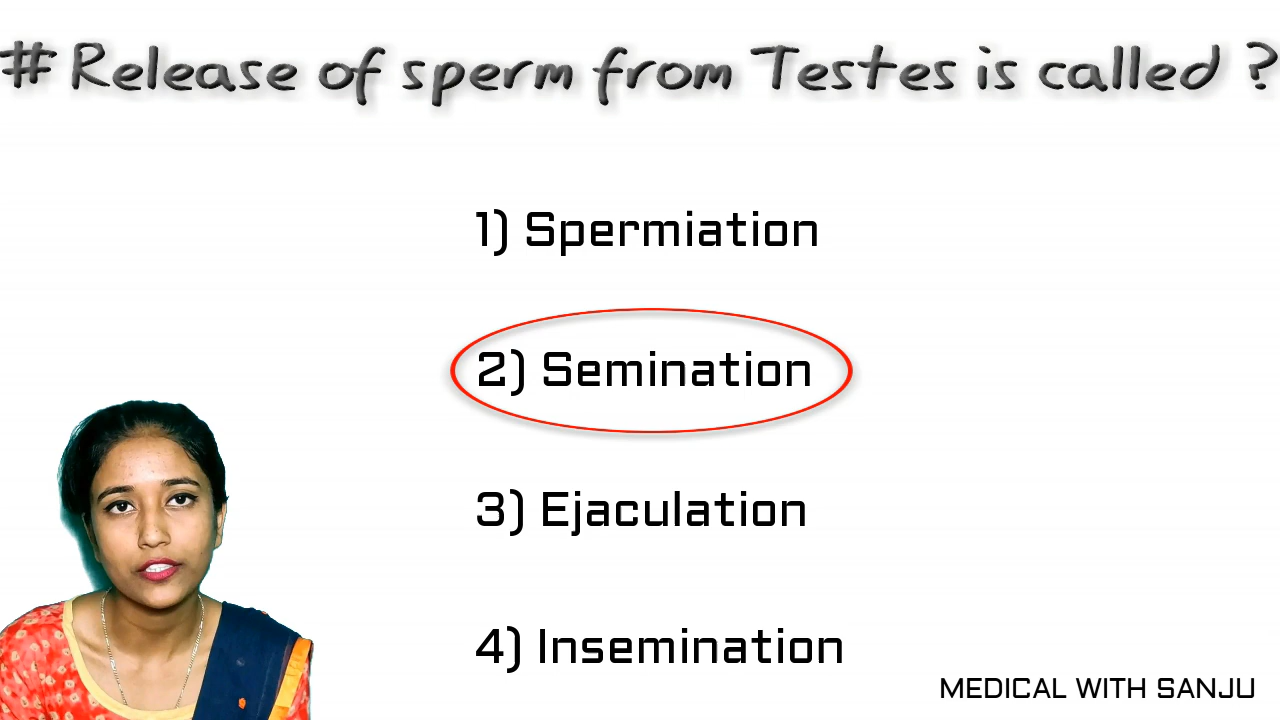 # Release of sperm from Testes is called ?
1) Spermiation
2) Semination
3) Ejaculation
4) Insemination
MEDICAL WITH SANJU